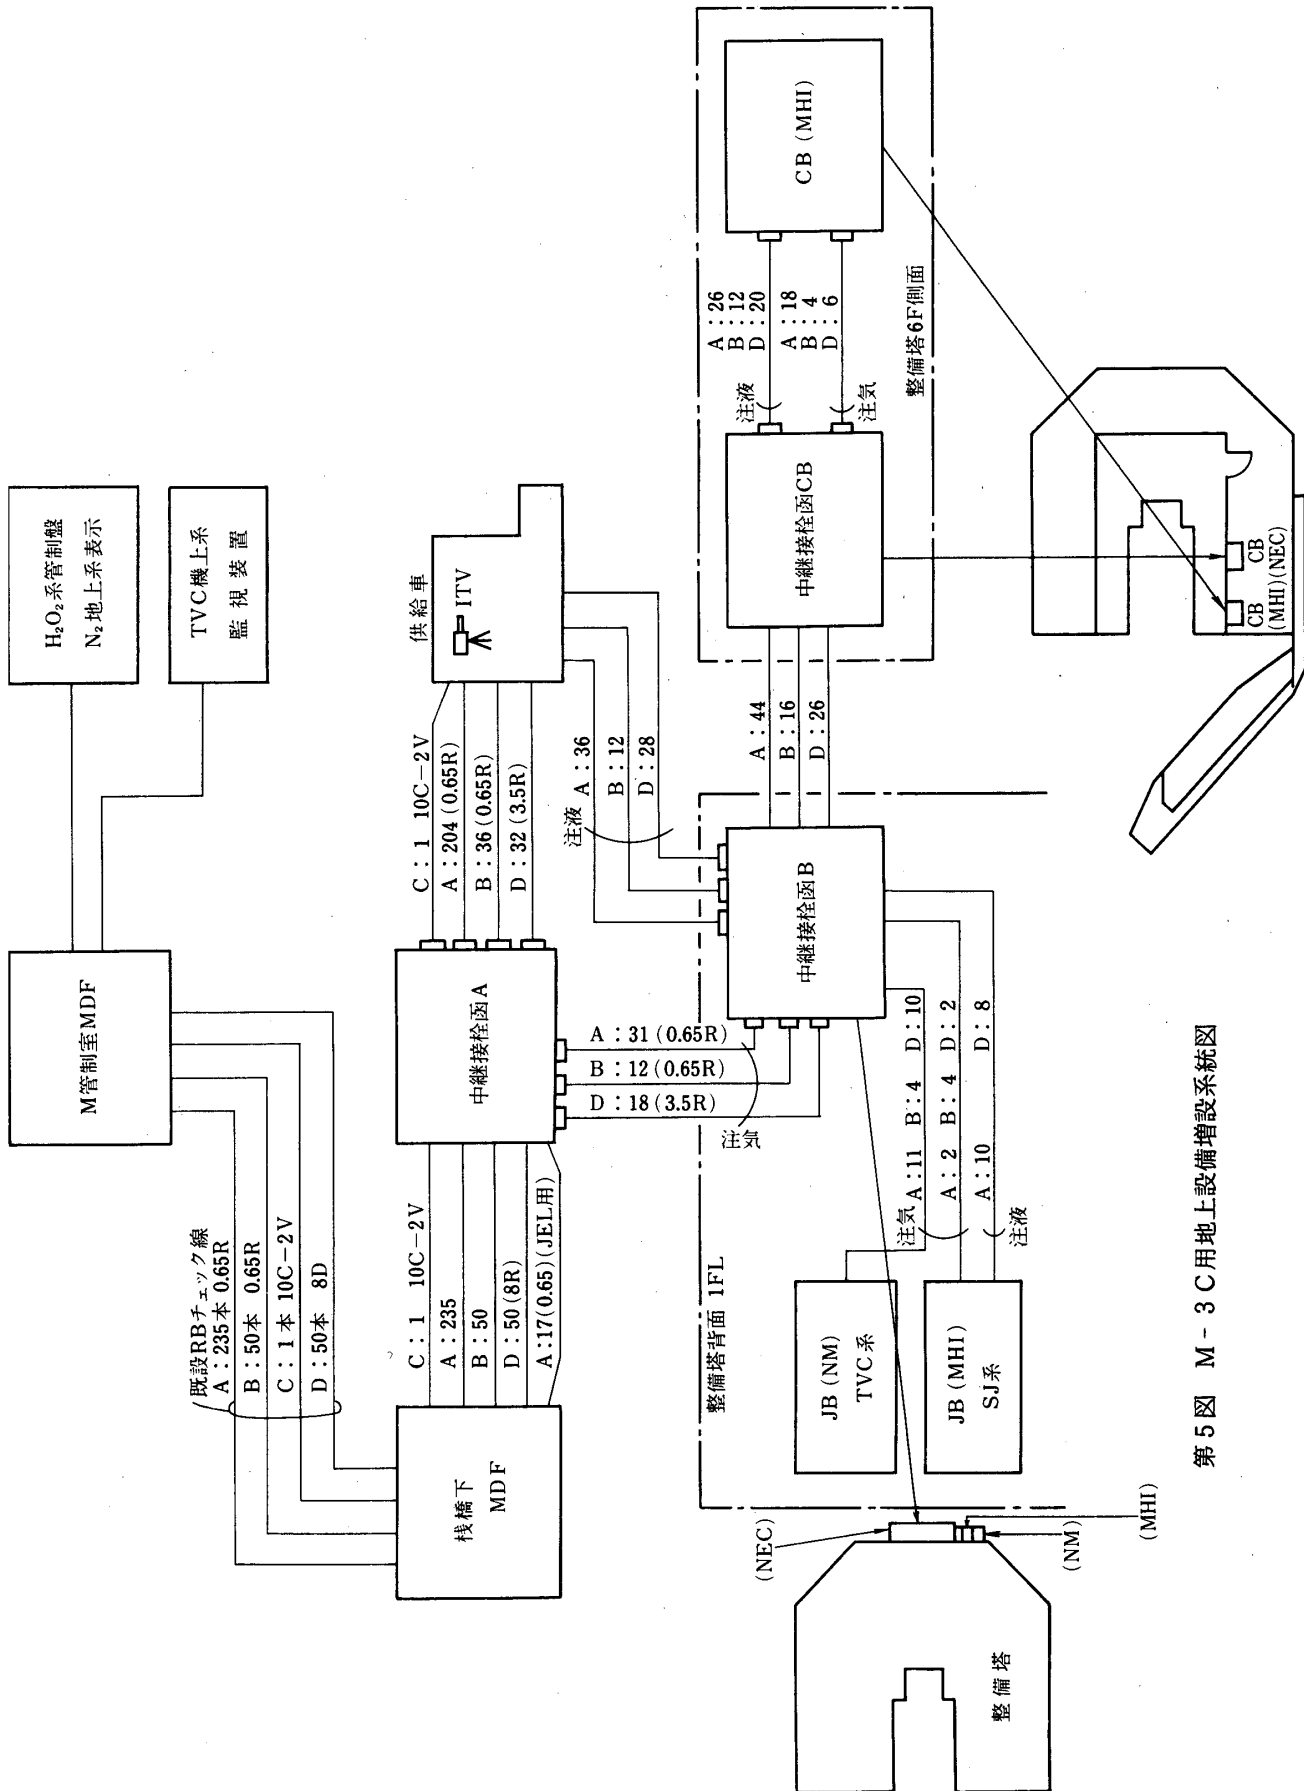 H₂O₂系管制盤
N₂地上系表示
TVC機上系
監視装置
M管制室MDF
既設RBチェック線
A：235本 0.65R
B：50本 0.65R
C：1本 10C－2V
D：50本 8D
桟橋下
MDF
C：1 10C－2V
A：235
B：50
D：50(8R)
A：17(0.65)(JEL用)
中継接栓函A
C：1 10C－2V
A：204(0.65R)
B：36(0.65R)
D：32(3.5R)
供給車
ITV
A：31(0.65R)
B：12(0.65R)
D：18(3.5R)
注気
注液
A：36
B：12
D：28
整備塔背面 1FL
中継接栓函B
注気
A：11 B：4 D：10
A：2 B：4 D：2
A：10 D：8
注液
JB(NM)
TVC系
JB(MHI)
SJ系
A：44
B：16
D：26
中継接栓函CB
注液
A：26
B：12
D：20
A：18
B：4
D：6
注気
CB(MHI)
整備塔6F側面
CB
(MHI)
CB
(NEC)
(NEC)
(NM)
(MHI)
整備塔
第5図 M－3C用地上設備増設系統図